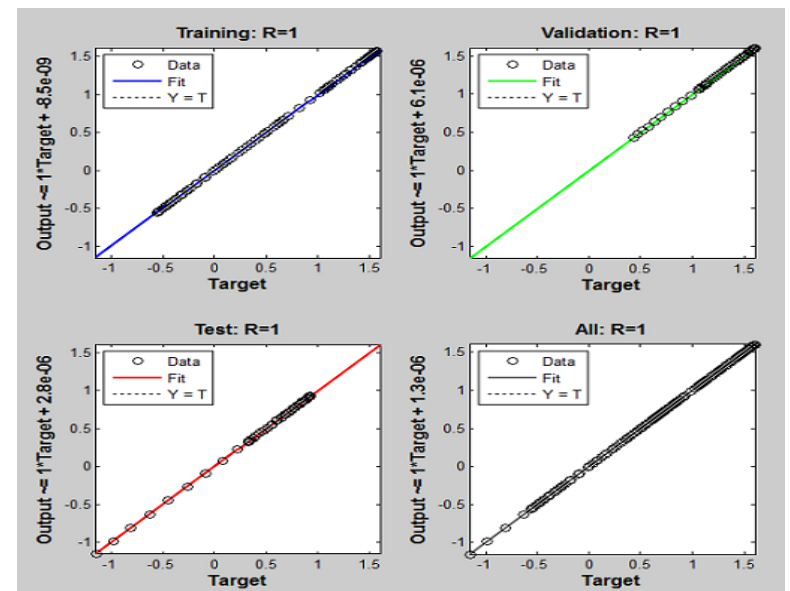 Training: R=1
Output ~= 1*Target + -8.5e-09
1.5
1
0.5
0
-0.5
-1
Data
Fit
Y = T
-1 -0.5 0 0.5 1 1.5
Target
Validation: R=1
Output ~= 1*Target + 6.1e-06
1.5
1
0.5
0
-0.5
-1
Data
Fit
Y = T
-1 -0.5 0 0.5 1 1.5
Target
Test: R=1
Output ~= 1*Target + 2.8e-06
1.5
1
0.5
0
-0.5
-1
Data
Fit
Y = T
-1 -0.5 0 0.5 1 1.5
Target
All: R=1
Output ~= 1*Target + 1.3e-06
1.5
1
0.5
0
-0.5
-1
Data
Fit
Y = T
-1 -0.5 0 0.5 1 1.5
Target